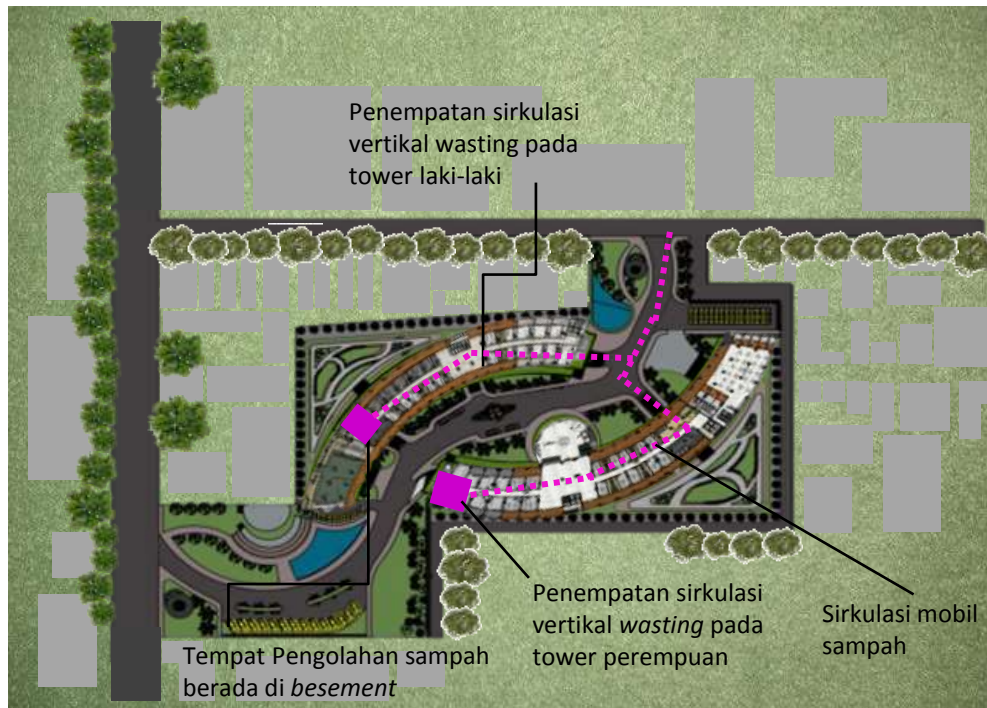 Penempatan sirkulasi
vertikal wasting pada
tower laki-laki
Penempatan sirkulasi
vertikal wasting pada
tower perempuan
Sirkulasi mobil
sampah
Tempat Pengolahan sampah
berada di besement